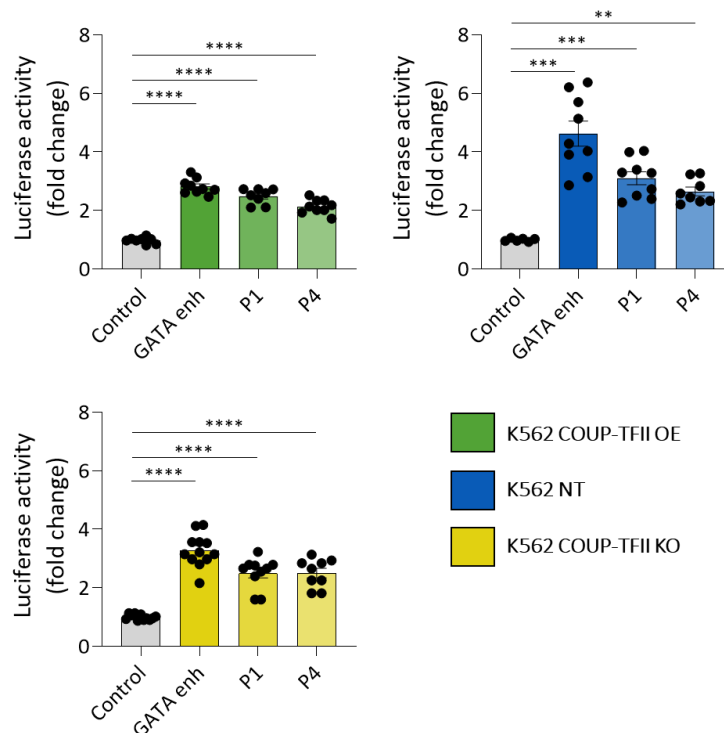 Luciferase activity
(fold change)
8
6
4
2
0
****
****
****
Control
GATA enh
P1
P4
Luciferase activity
(fold change)
8
6
4
2
0
**
***
***
Control
GATA enh
P1
P4
Luciferase activity
(fold change)
8
6
4
2
0
****
****
****
Control
GATA enh
P1
P4
K562 COUP-TFII OE
K562 NT
K562 COUP-TFII KO